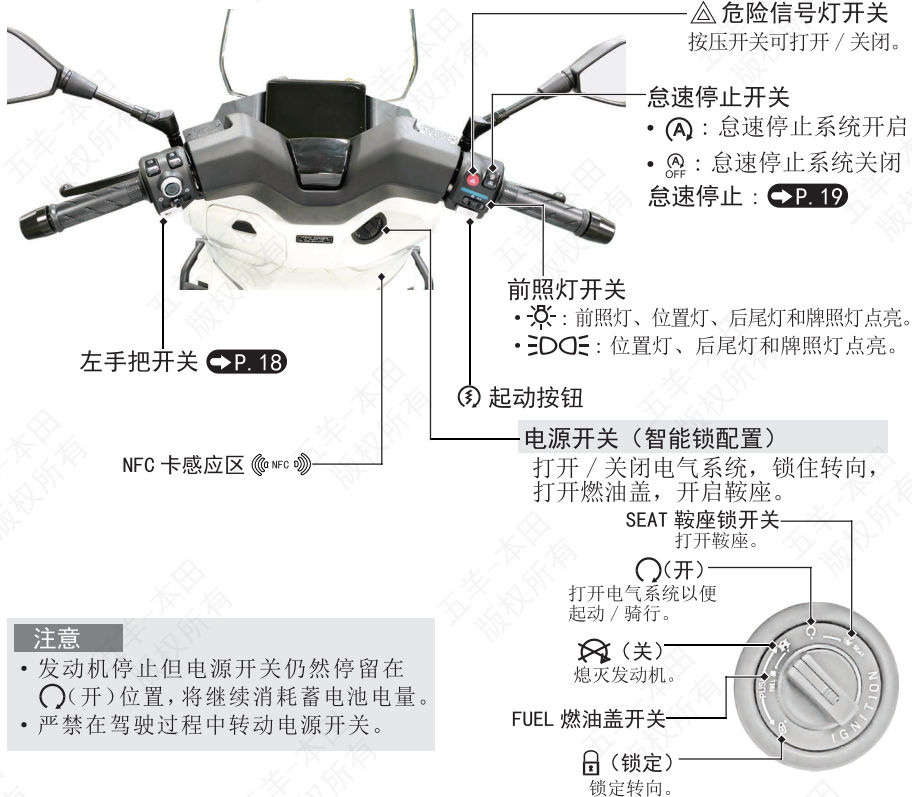 危险信号灯开关
按压开关可打开 / 关闭。
怠速停止开关
• A：怠速停止系统开启
• A OFF：怠速停止系统关闭
怠速停止：P. 19
前照灯开关
•：前照灯、位置灯、后尾灯和牌照灯点亮。
•：位置灯、后尾灯和牌照灯点亮。
左手把开关 P. 18
起动按钮
电源开关（智能锁配置）
打开 / 关闭电气系统，锁住转向，
打开燃油盖，开启鞍座。
NFC 卡感应区 NFC
SEAT 鞍座锁开关
打开鞍座。
（开）
打开电气系统以便
起动 / 骑行。
（关）
熄灭发动机。
FUEL 燃油盖开关
（锁定）
锁定转向。
SEAT
FUEL
PUSH
IGNITION
注意
• 发动机停止但电源开关仍然停留在
（开）位置，将继续消耗蓄电池电量。
• 严禁在驾驶过程中转动电源开关。
五羊-本田
版权所有